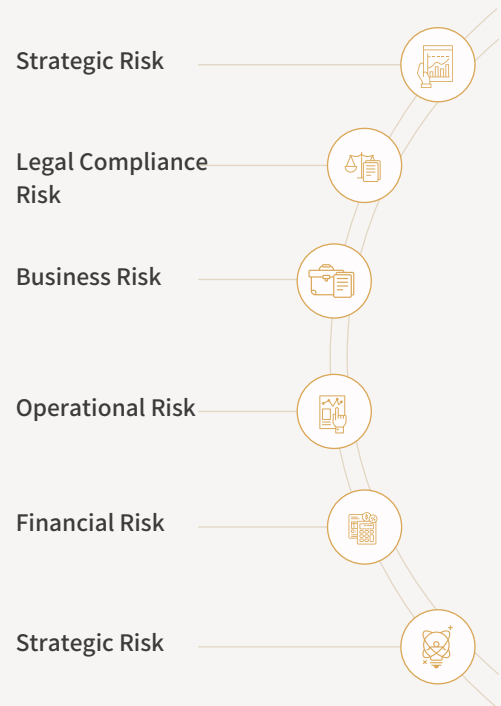 Strategic Risk
Legal Compliance
Risk
Business Risk
Operational Risk
Financial Risk
Strategic Risk